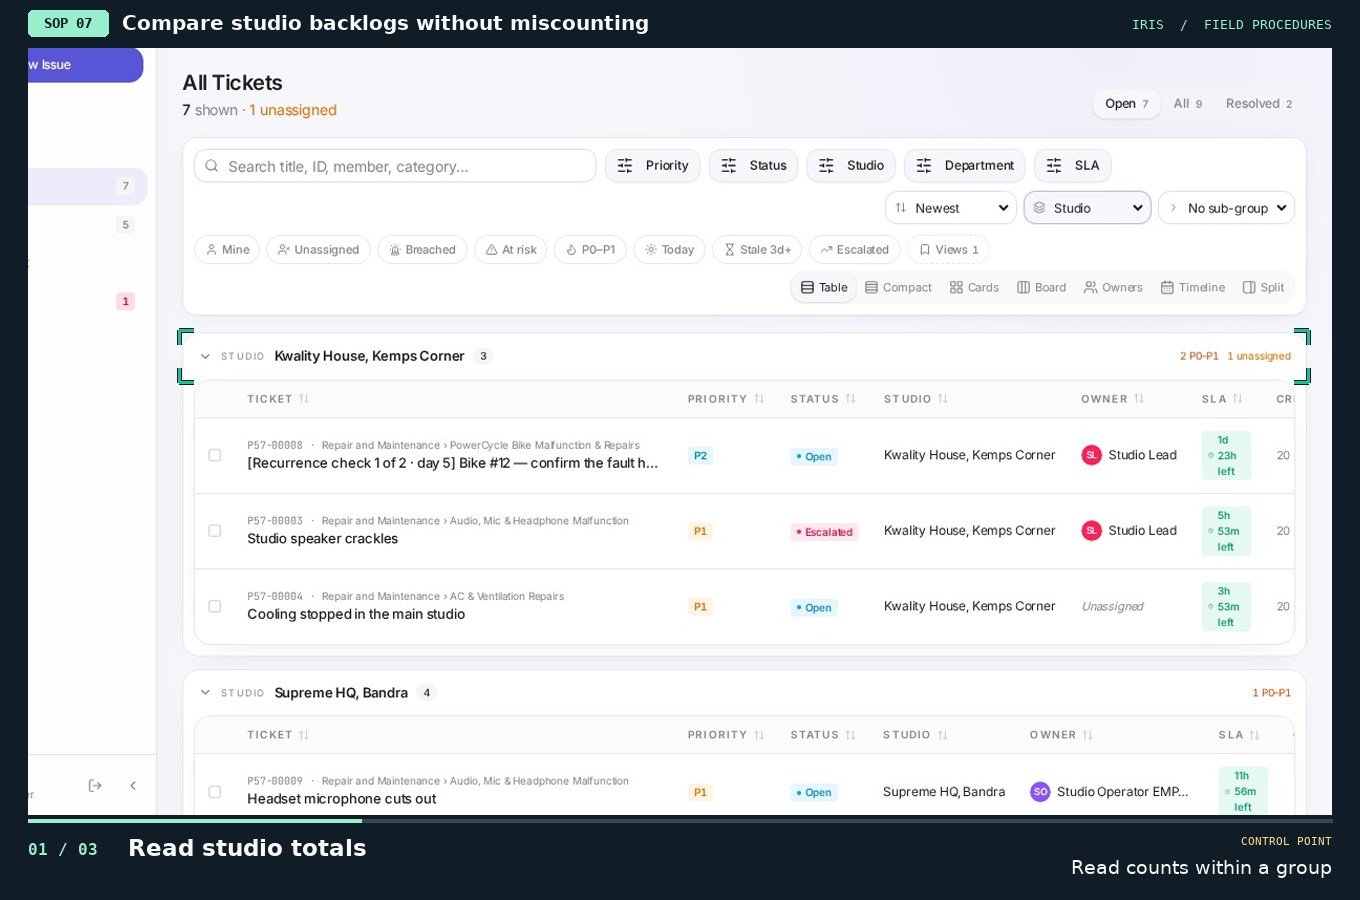 SOP 07 Compare studio backlogs without miscounting IRIS / FIELD PROCEDURES
w Issue
All Tickets
7 shown · 1 unassigned
Open 7 All 9 Resolved 2
Search title, ID, member, category... Priority Status Studio Department SLA
7
Newest Studio No sub-group
5
Mine Unassigned Breached At risk P0–P1 Today Stale 3d+ Escalated Views 1
Table Compact Cards Board Owners Timeline Split
1
STUDIO Kwality House, Kemps Corner 3 2 P0-P1 1 unassigned
TICKET PRIORITY STATUS STUDIO OWNER SLA CR
P57-00008 · Repair and Maintenance › PowerCycle Bike Malfunction & Repairs
[Recurrence check 1 of 2 · day 5] Bike #12 — confirm the fault h... P2 Open Kwality House, Kemps Corner SL Studio Lead 1d 23h left 20
P57-00003 · Repair and Maintenance › Audio, Mic & Headphone Malfunction
Studio speaker crackles P1 Escalated Kwality House, Kemps Corner SL Studio Lead 5h 53m left 20
P57-00004 · Repair and Maintenance › AC & Ventilation Repairs
Cooling stopped in the main studio P1 Open Kwality House, Kemps Corner Unassigned 3h 53m left 20
STUDIO Supreme HQ, Bandra 4 1 P0-P1
TICKET PRIORITY STATUS STUDIO OWNER SLA
P57-00009 · Repair and Maintenance › Audio, Mic & Headphone Malfunction
Headset microphone cuts out P1 Open Supreme HQ, Bandra SO Studio Operator EMP... 11h 56m left
er
01 / 03 Read studio totals
CONTROL POINT
Read counts within a group